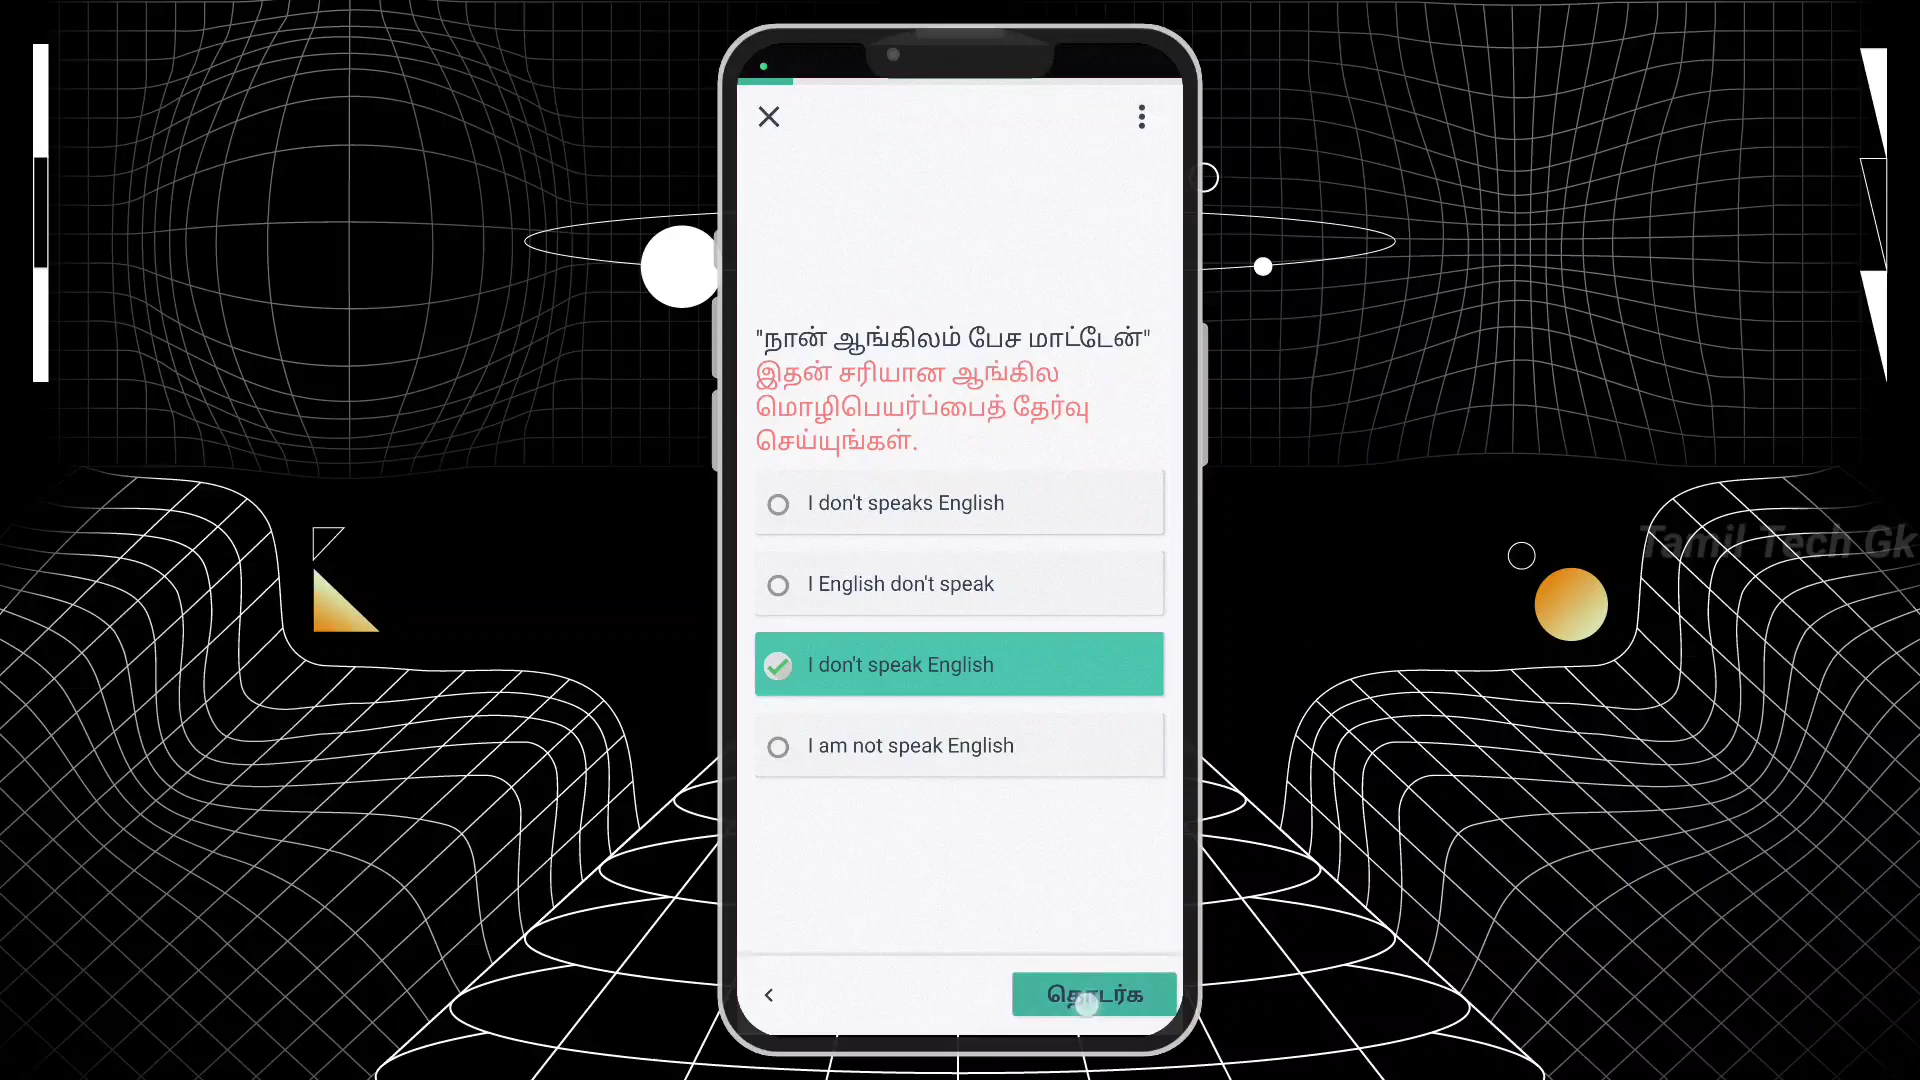 "நான் ஆங்கிலம் பேச மாட்டேன்"
இதன் சரியான ஆங்கில
மொழிபெயர்ப்பைத் தேர்வு
செய்யுங்கள்.
I don't speaks English
I English don't speak
I don't speak English
I am not speak English
தொடர்க
Tamil Tech Gk